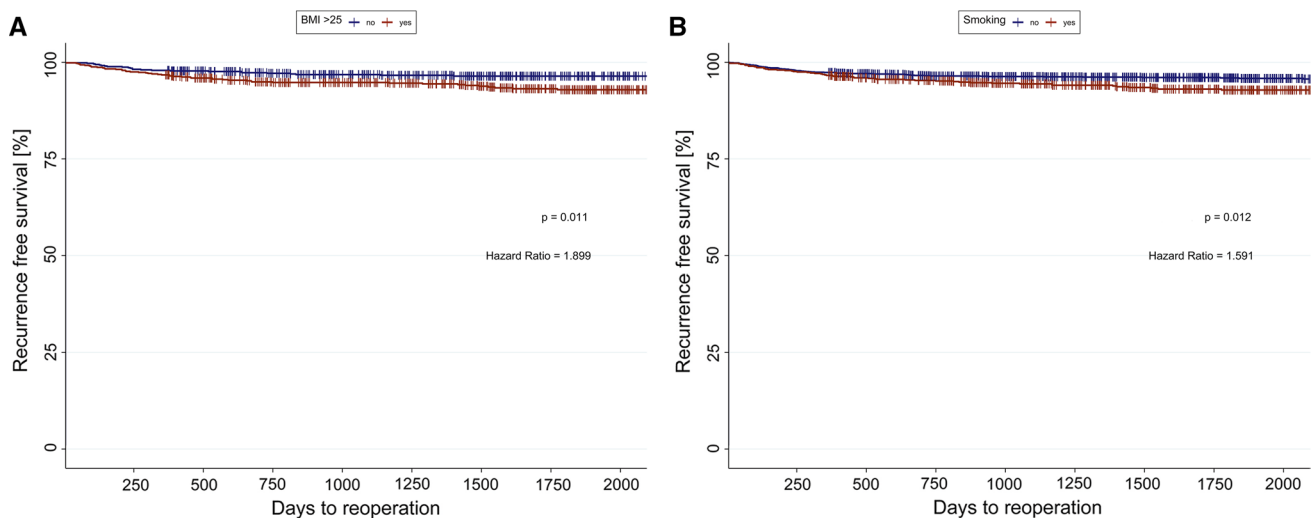 A
BMI >25 no yes
Recurrence free survival [%]
100
75
50
25
0
p = 0.011
Hazard Ratio = 1.899
250 500 750 1000 1250 1500 1750 2000
Days to reoperation
B
Smoking no yes
Recurrence free survival [%]
100
75
50
25
0
p = 0.012
Hazard Ratio = 1.591
250 500 750 1000 1250 1500 1750 2000
Days to reoperation